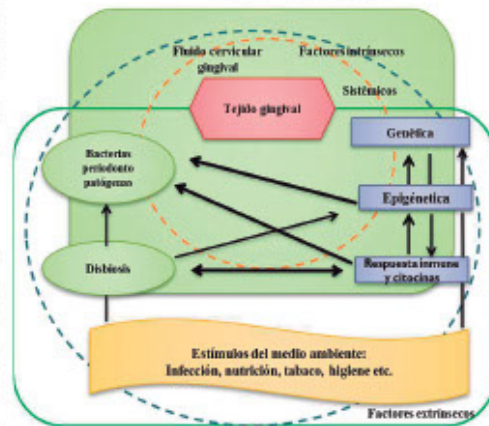 Fluido cervicular
gingival
Factores intrínsecos
Sistémicos
Tejido gingival
Genética
Bacterias
periodonto
patógenas
Epigénetica
Disbiosis
Respuesta inmune
y citocinas
Estímulos del medio ambiente:
Infección, nutrición, tabaco, higiene etc.
Factores extrínsecos